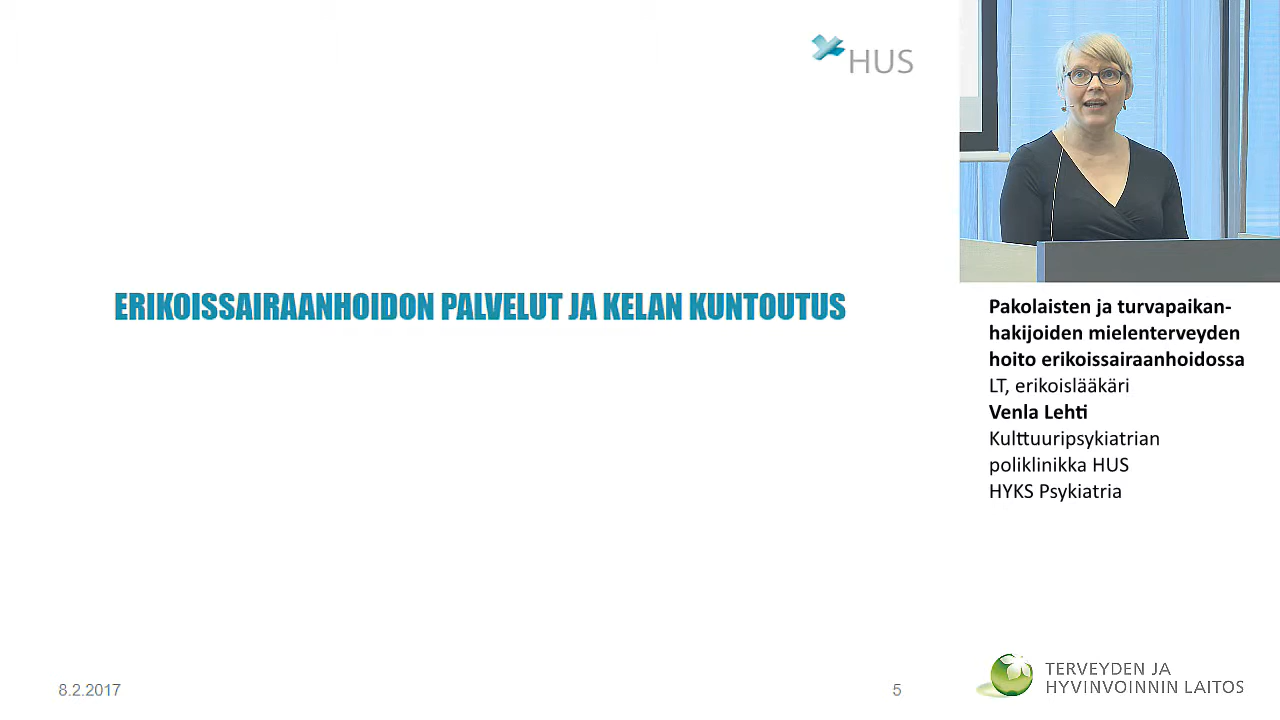 HUS
ERIKOISSAIRAANHOIDON PALVELUT JA KELAN KUNTOUTUS
8.2.2017
5
Pakolaisten ja turvapaikan-
hakijoiden mielenterveyden
hoito erikoissairaanhoidossa
LT, erikoislääkäri
Venla Lehti
Kulttuuripsykiatrian
poliklinikka HUS
HYKS Psykiatria
TERVEYDEN JA
HYVINVOINNIN LAITOS